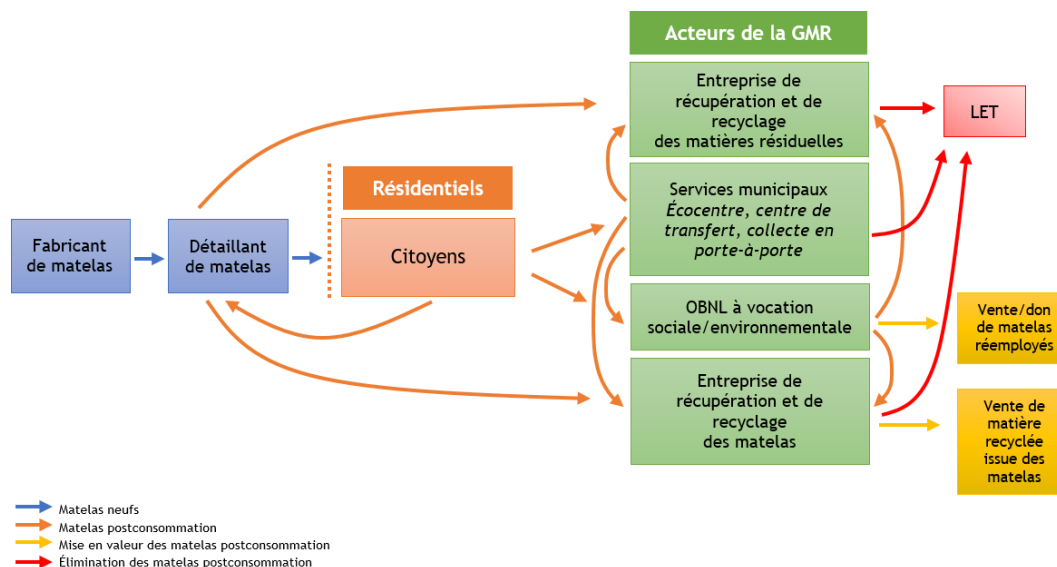 Acteurs de la GMR
Entreprise de
récupération et de
recyclage
des matières résiduelles
LET
Résidentiels
Services municipaux
Écocentre, centre de
transfert, collecte en
porte-à-porte
Fabricant
de matelas
Détaillant
de matelas
Citoyens
OBNL à vocation
sociale/environnementale
Vente/don
de matelas
réemployés
Entreprise de
récupération et de
recyclage
des matelas
Vente de
matière
recyclée
issue des
matelas
Matelas neufs
Matelas postconsommation
Mise en valeur des matelas postconsommation
Élimination des matelas postconsommation